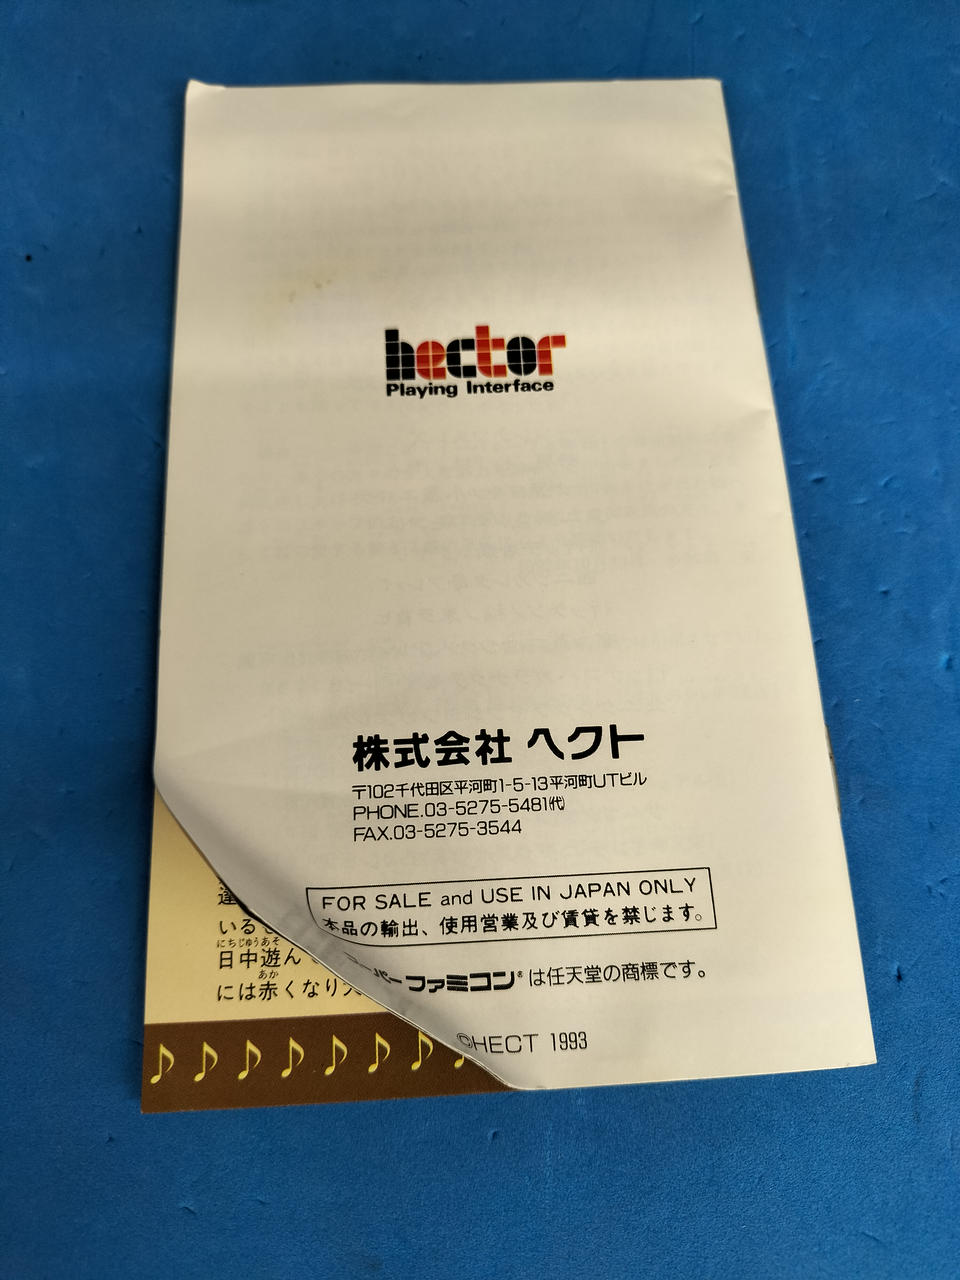 hector
Playing Interface
株式会社 ヘクト
〒102千代田区平河町1-5-13平河町UTビル
PHONE.03-5275-5481㈹
FAX.03-5275-3544
FOR SALE and USE IN JAPAN ONLY
本品の輸出、使用営業及び賃貸を禁じます。
ーパーファミコン®は任天堂の商標です。
©HECT 1993
いる
にちじゅうあそ
日中遊ん
あか
には赤くなり